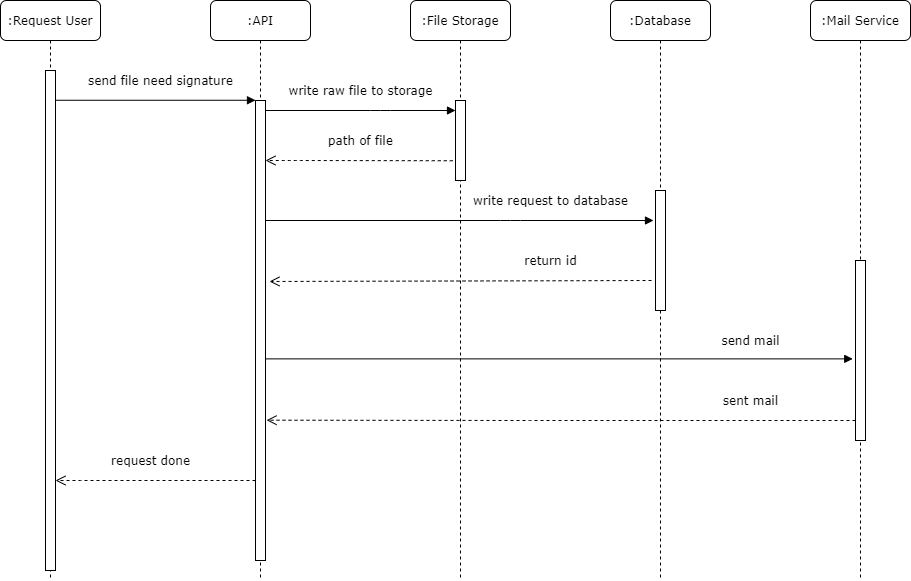 :Request User
:API
:File Storage
:Database
:Mail Service
send file need signature
write raw file to storage
path of file
write request to database
return id
send mail
sent mail
request done